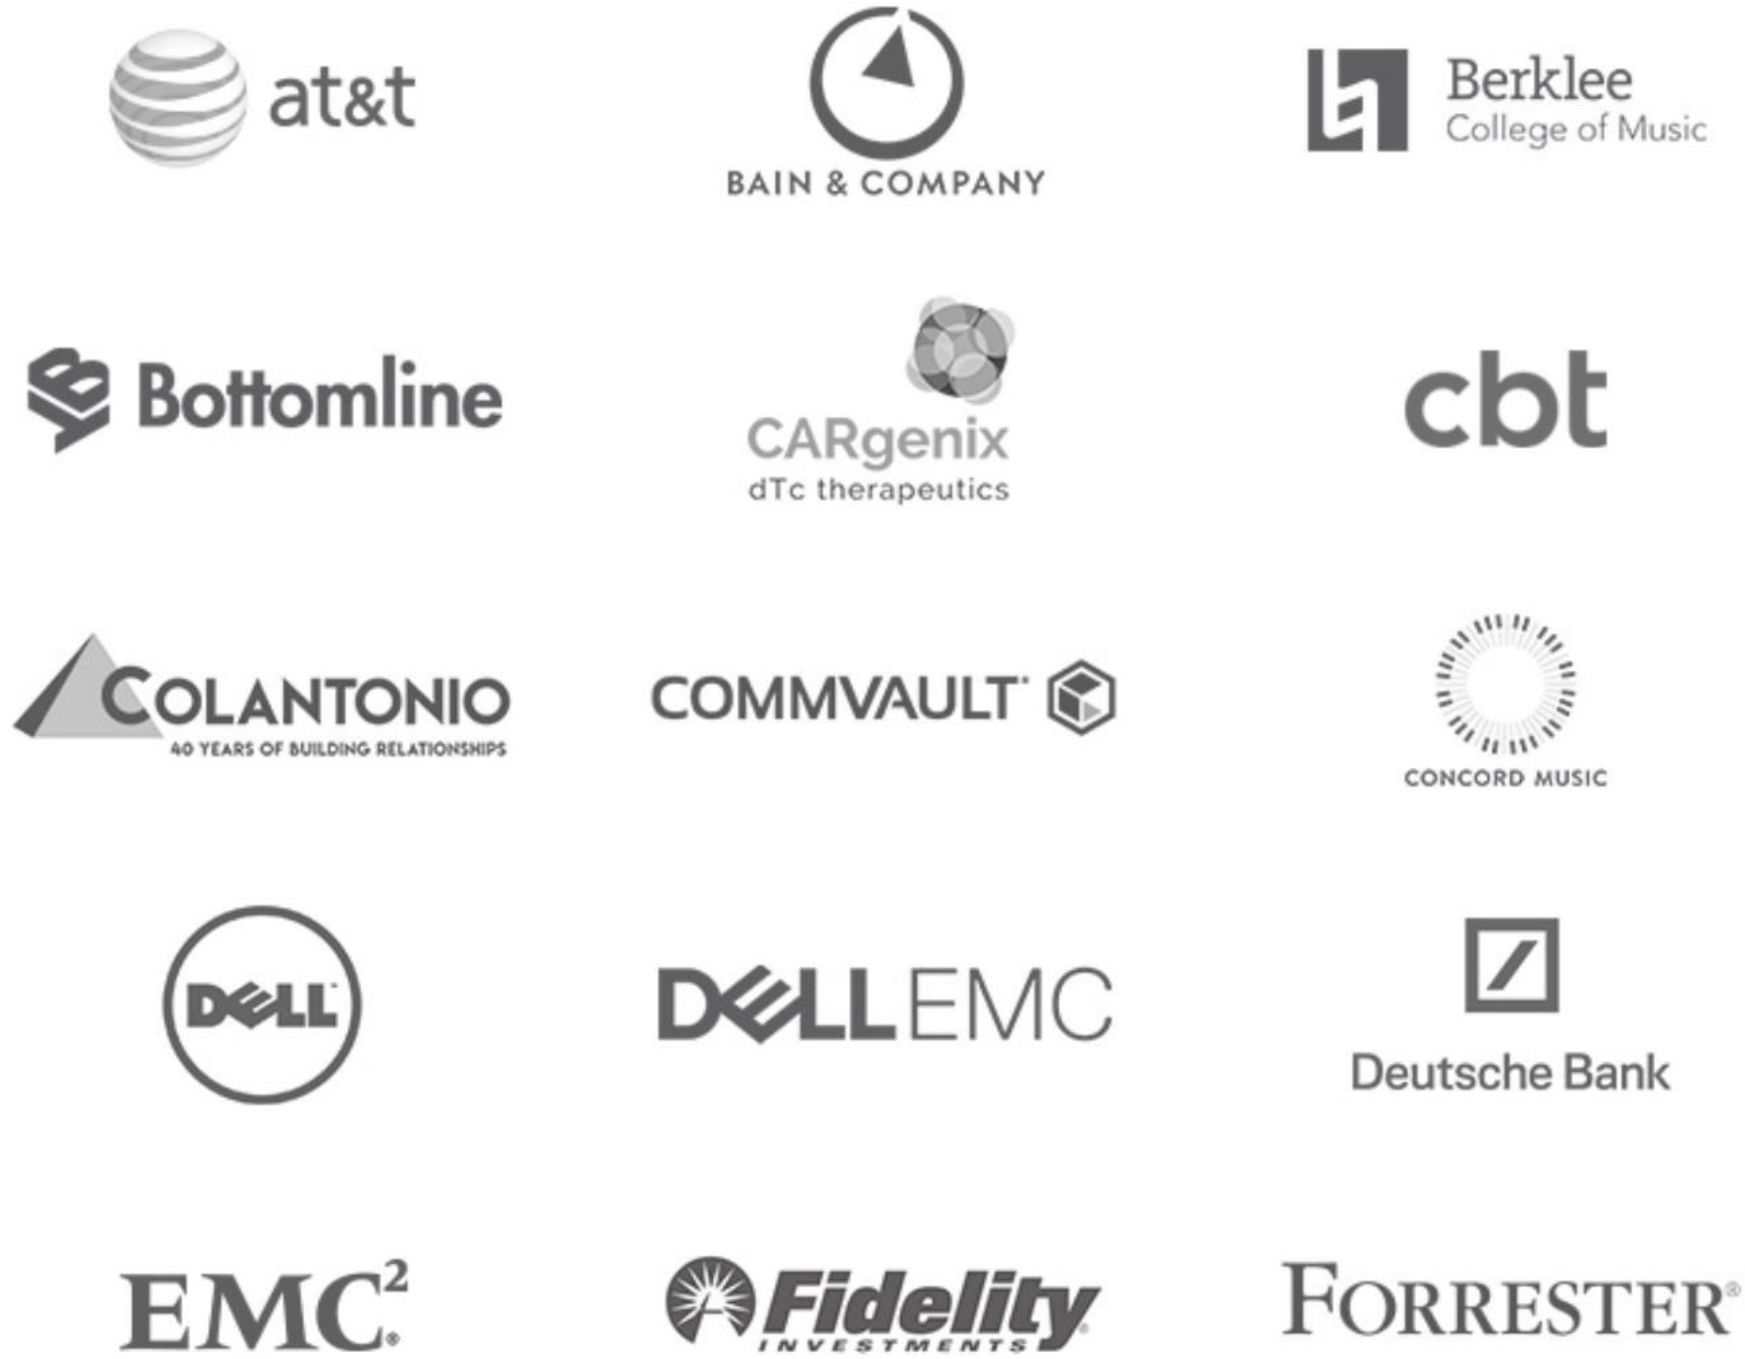 at&t
BAIN & COMPANY
Berklee
College of Music
Bottomline
CARgenix
dTc therapeutics
cbt
COLANTONIO
40 YEARS OF BUILDING RELATIONSHIPS
COMMVAULT
CONCORD MUSIC
DELL™
DELLEMC
Deutsche Bank
EMC²®
Fidelity®
INVESTMENTS
FORRESTER®